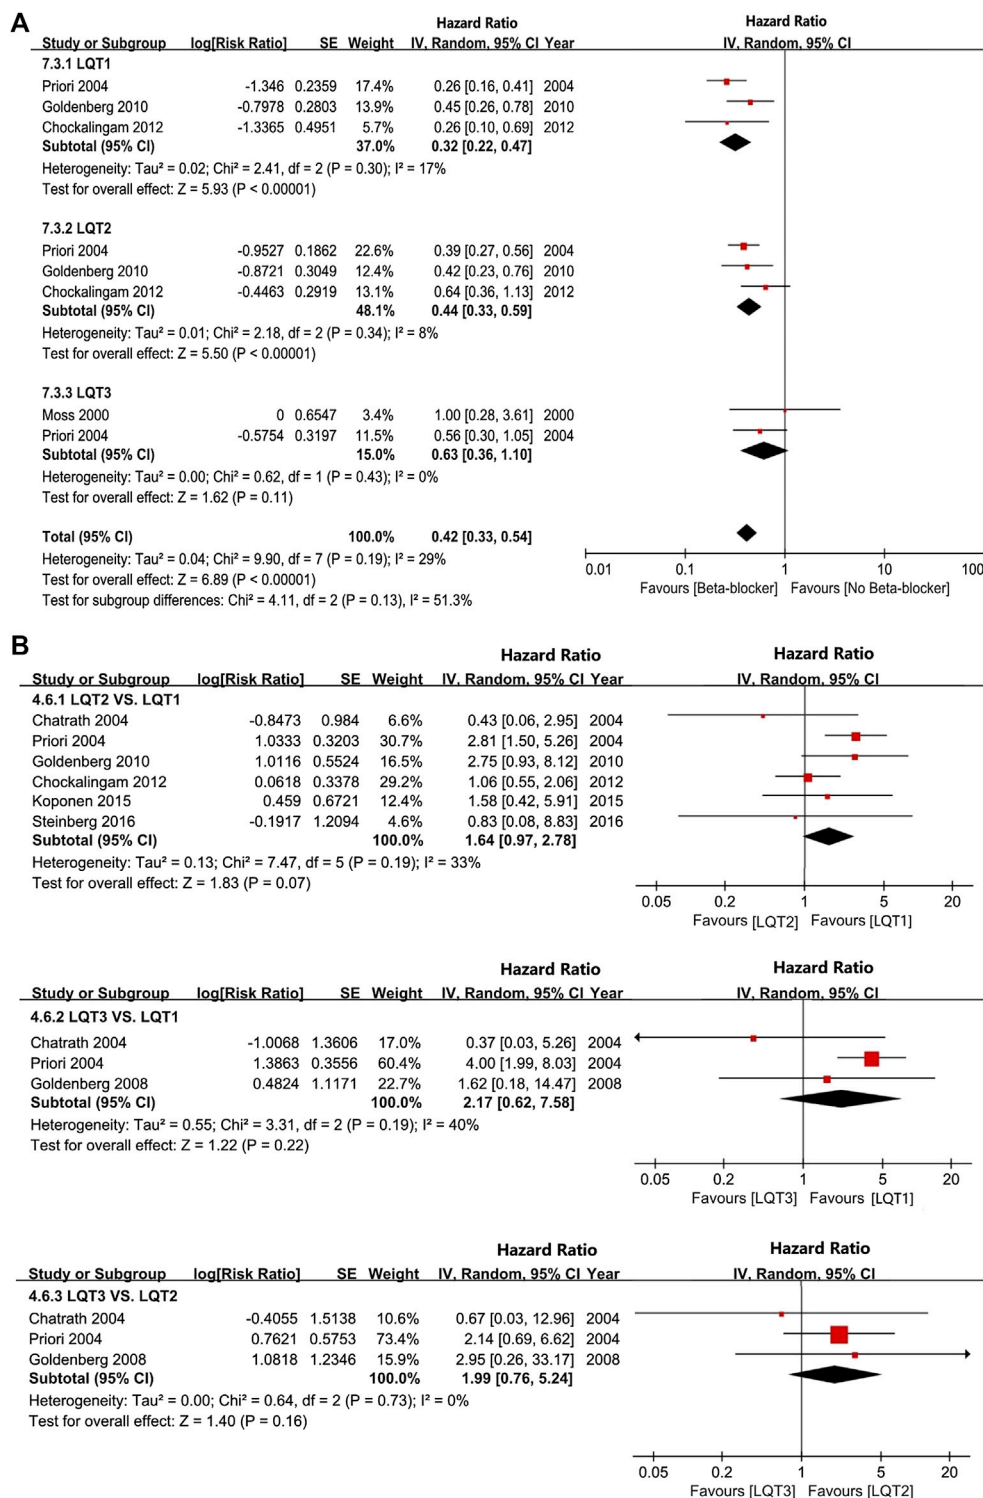 A
Hazard Ratio Hazard Ratio
Study or Subgroup log[Risk Ratio] SE Weight IV, Random, 95% CI Year IV, Random, 95% CI
7.3.1 LQT1
Priori 2004 -1.346 0.2359 17.4% 0.26 [0.16, 0.41] 2004
Goldenberg 2010 -0.7978 0.2803 13.9% 0.45 [0.26, 0.78] 2010
Chockalingam 2012 -1.3365 0.4951 5.7% 0.26 [0.10, 0.69] 2012
Subtotal (95% CI) 37.0% 0.32 [0.22, 0.47]
Heterogeneity: Tau² = 0.02; Chi² = 2.41, df = 2 (P = 0.30); I² = 17%
Test for overall effect: Z = 5.93 (P < 0.00001)
7.3.2 LQT2
Priori 2004 -0.9527 0.1862 22.6% 0.39 [0.27, 0.56] 2004
Goldenberg 2010 -0.8721 0.3049 12.4% 0.42 [0.23, 0.76] 2010
Chockalingam 2012 -0.4463 0.2919 13.1% 0.64 [0.36, 1.13] 2012
Subtotal (95% CI) 48.1% 0.44 [0.33, 0.59]
Heterogeneity: Tau² = 0.01; Chi² = 2.18, df = 2 (P = 0.34); I² = 8%
Test for overall effect: Z = 5.50 (P < 0.00001)
7.3.3 LQT3
Moss 2000 0 0.6547 3.4% 1.00 [0.28, 3.61] 2000
Priori 2004 -0.5754 0.3197 11.5% 0.56 [0.30, 1.05] 2004
Subtotal (95% CI) 15.0% 0.63 [0.36, 1.10]
Heterogeneity: Tau² = 0.00; Chi² = 0.62, df = 1 (P = 0.43); I² = 0%
Test for overall effect: Z = 1.62 (P = 0.11)
Total (95% CI) 100.0% 0.42 [0.33, 0.54]
Heterogeneity: Tau² = 0.04; Chi² = 9.90, df = 7 (P = 0.19); I² = 29%
Test for overall effect: Z = 6.89 (P < 0.00001)
Test for subgroup differences: Chi² = 4.11, df = 2 (P = 0.13), I² = 51.3%
0.01 0.1 1 10 100
Favours [Beta-blocker] Favours [No Beta-blocker]
B
Hazard Ratio Hazard Ratio
Study or Subgroup log[Risk Ratio] SE Weight IV, Random, 95% CI Year IV, Random, 95% CI
4.6.1 LQT2 VS. LQT1
Chatrath 2004 -0.8473 0.984 6.6% 0.43 [0.06, 2.95] 2004
Priori 2004 1.0333 0.3203 30.7% 2.81 [1.50, 5.26] 2004
Goldenberg 2010 1.0116 0.5524 16.5% 2.75 [0.93, 8.12] 2010
Chockalingam 2012 0.0618 0.3378 29.2% 1.06 [0.55, 2.06] 2012
Koponen 2015 0.459 0.6721 12.4% 1.58 [0.42, 5.91] 2015
Steinberg 2016 -0.1917 1.2094 4.6% 0.83 [0.08, 8.83] 2016
Subtotal (95% CI) 100.0% 1.64 [0.97, 2.78]
Heterogeneity: Tau² = 0.13; Chi² = 7.47, df = 5 (P = 0.19); I² = 33%
Test for overall effect: Z = 1.83 (P = 0.07)
0.05 0.2 1 5 20
Favours [LQT2] Favours [LQT1]
Hazard Ratio Hazard Ratio
Study or Subgroup log[Risk Ratio] SE Weight IV, Random, 95% CI Year IV, Random, 95% CI
4.6.2 LQT3 VS. LQT1
Chatrath 2004 -1.0068 1.3606 17.0% 0.37 [0.03, 5.26] 2004
Priori 2004 1.3863 0.3556 60.4% 4.00 [1.99, 8.03] 2004
Goldenberg 2008 0.4824 1.1171 22.7% 1.62 [0.18, 14.47] 2008
Subtotal (95% CI) 100.0% 2.17 [0.62, 7.58]
Heterogeneity: Tau² = 0.55; Chi² = 3.31, df = 2 (P = 0.19); I² = 40%
Test for overall effect: Z = 1.22 (P = 0.22)
0.05 0.2 1 5 20
Favours [LQT3] Favours [LQT1]
Hazard Ratio Hazard Ratio
Study or Subgroup log[Risk Ratio] SE Weight IV, Random, 95% CI Year IV, Random, 95% CI
4.6.3 LQT3 VS. LQT2
Chatrath 2004 -0.4055 1.5138 10.6% 0.67 [0.03, 12.96] 2004
Priori 2004 0.7621 0.5753 73.4% 2.14 [0.69, 6.62] 2004
Goldenberg 2008 1.0818 1.2346 15.9% 2.95 [0.26, 33.17] 2008
Subtotal (95% CI) 100.0% 1.99 [0.76, 5.24]
Heterogeneity: Tau² = 0.00; Chi² = 0.64, df = 2 (P = 0.73); I² = 0%
Test for overall effect: Z = 1.40 (P = 0.16)
0.05 0.2 1 5 20
Favours [LQT3] Favours [LQT2]